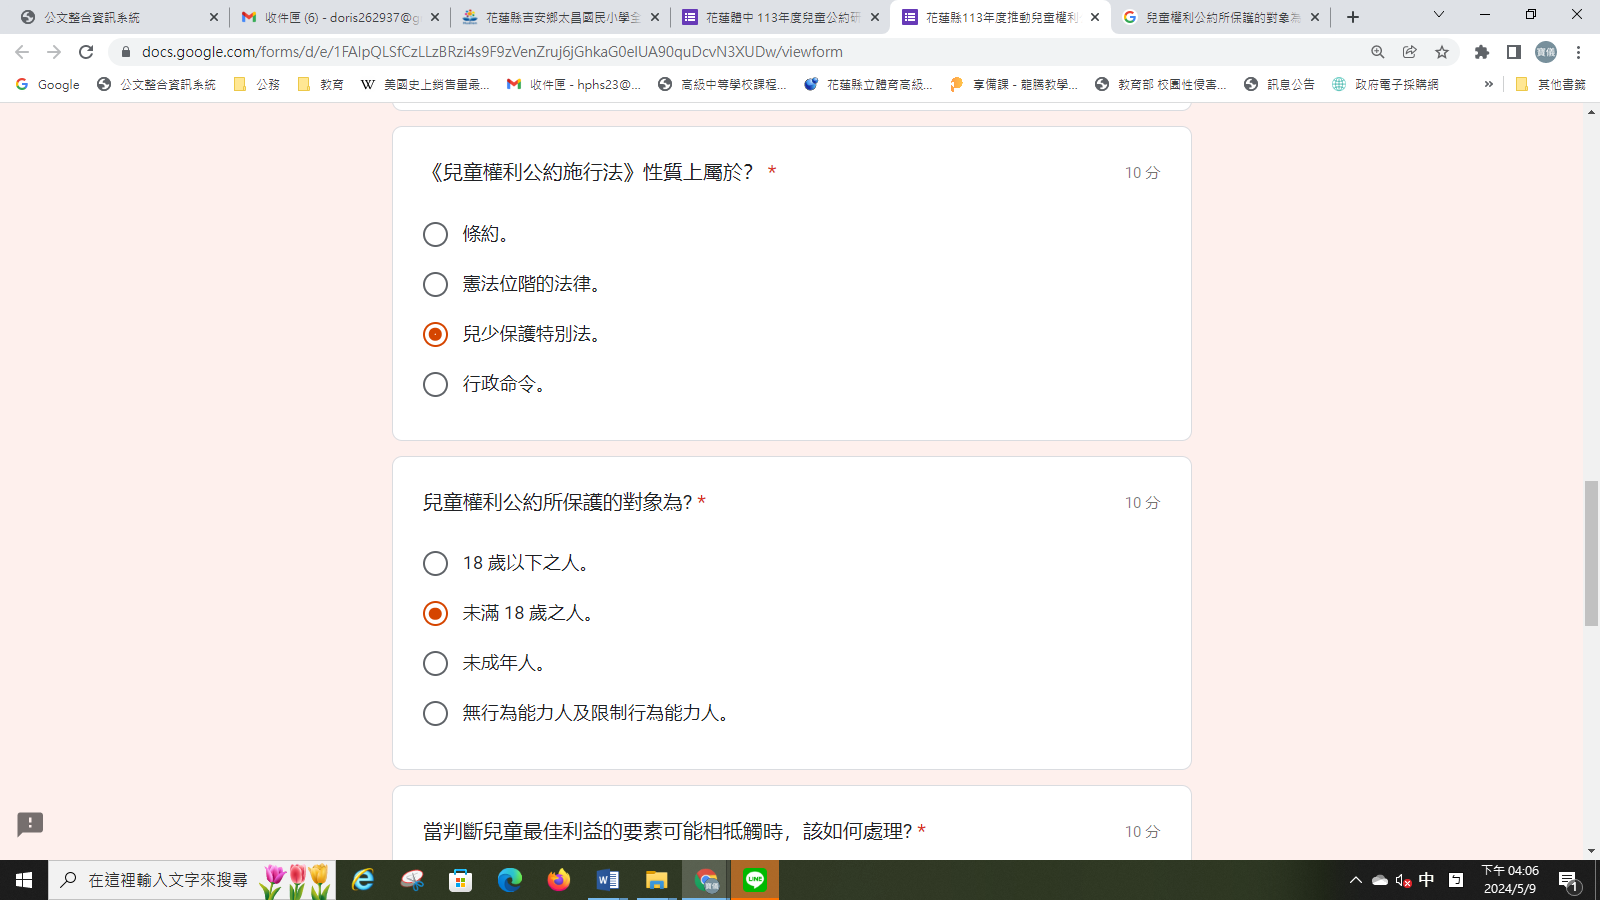 公文整合資訊系統
收件匣 (6) - doris262937@g
花蓮縣吉安鄉太昌國民小學全
花蓮體中 113年度兒童公約研
花蓮縣113年度推動兒童權利
兒童權利公約所保護的對象為
docs.google.com/forms/d/e/1FAIpQLSfCzLLzBRzi4s9F9zVenZruj6jGhkaG0eIUA90quDcvN3XUDw/viewform
寶儀
Google
公文整合資訊系統
公務
教育
W 美國史上銷售量最...
收件匣 - hphs23@...
高級中等學校課程...
花蓮縣立體育高級...
享備課 - 龍騰教學...
教育部 校園性侵害...
訊息公告
政府電子採購網
»
其他書籤
《兒童權利公約施行法》性質上屬於? *
10 分
條約。
憲法位階的法律。
兒少保護特別法。
行政命令。
兒童權利公約所保護的對象為? *
10 分
18 歲以下之人。
未滿 18 歲之人。
未成年人。
無行為能力人及限制行為能力人。
當判斷兒童最佳利益的要素可能相牴觸時，該如何處理? *
10 分
在這裡輸入文字來搜尋
寶儀
LINE
中
下午 04:06
2024/5/9
1